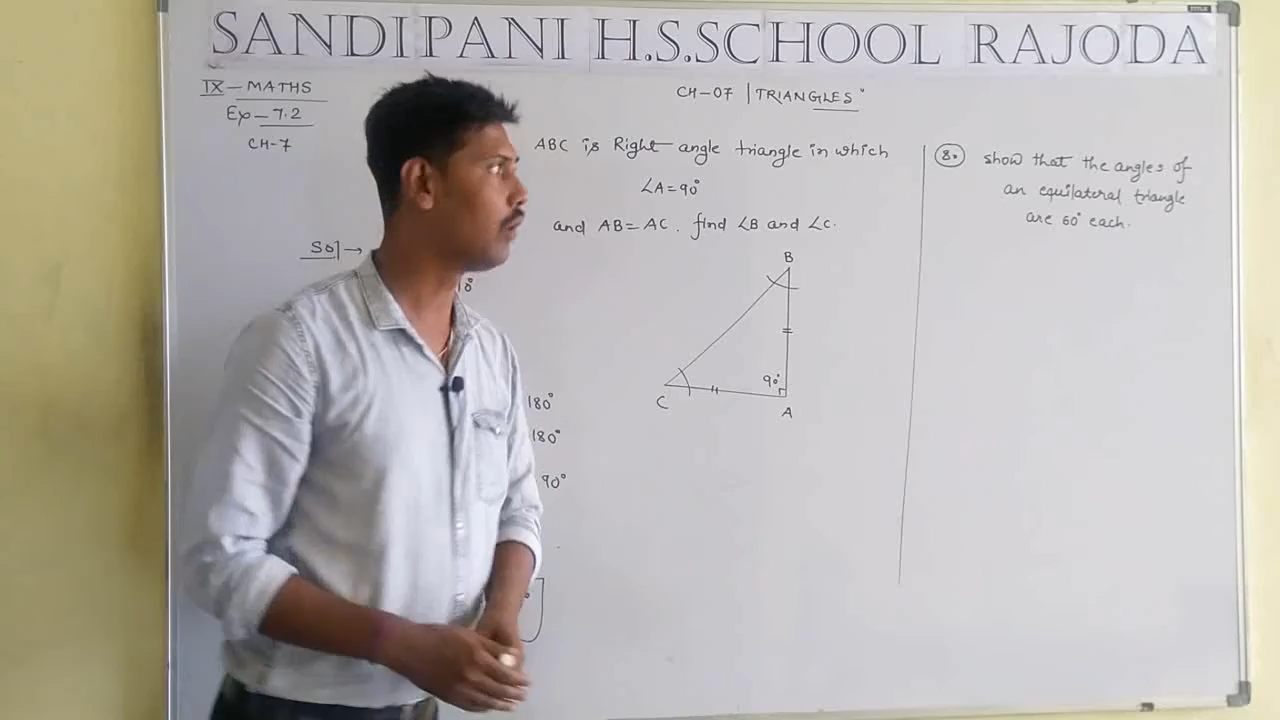 SANDIPANI H.S.SCHOOL RAJODA
IX - MATHS
Ex - 7.2
CH-7
CH-07 | TRIANGLES"
ABC is Right angle triangle in which
∠A = 90°
and AB = AC . find ∠B and ∠C.
Sol →
180°
180°
90°
B
90°
C
A
8. show that the angles of
an equilateral triangle
are 60° each.